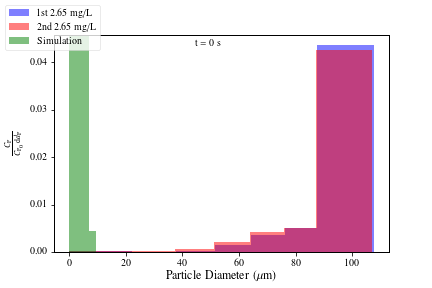 1st 2.65 mg/L
2nd 2.65 mg/L
Simulation
t = 0 s
0.04
0.03
0.02
0.01
0.00
0 20 40 60 80 100
Particle Diameter (μm)